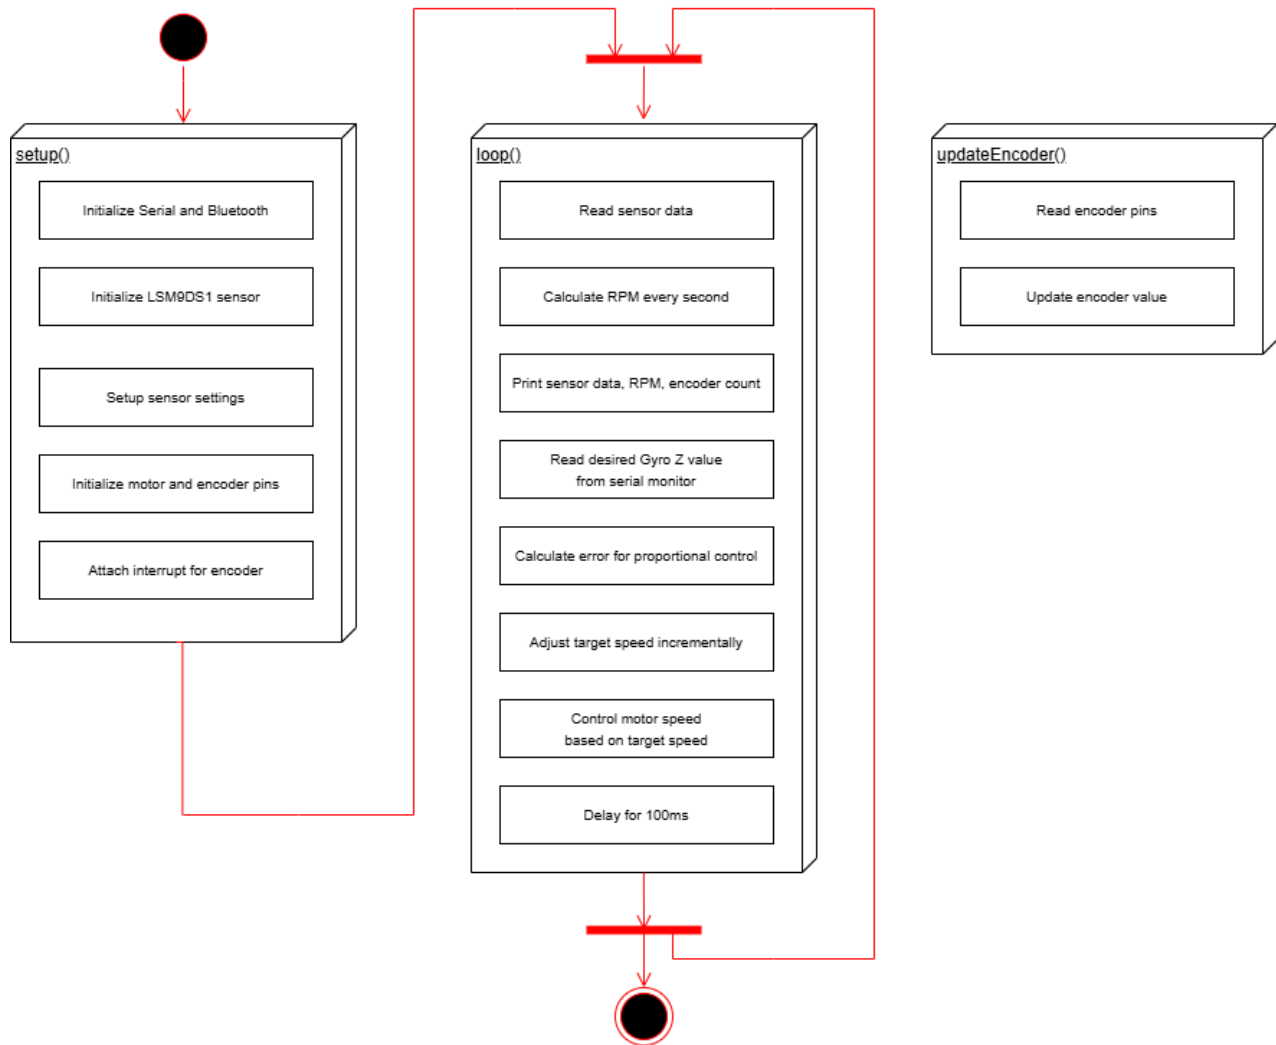 setup()
Initialize Serial and Bluetooth
Initialize LSM9DS1 sensor
Setup sensor settings
Initialize motor and encoder pins
Attach interrupt for encoder
loop()
Read sensor data
Calculate RPM every second
Print sensor data, RPM, encoder count
Read desired Gyro Z value
from serial monitor
Calculate error for proportional control
Adjust target speed incrementally
Control motor speed
based on target speed
Delay for 100ms
updateEncoder()
Read encoder pins
Update encoder value